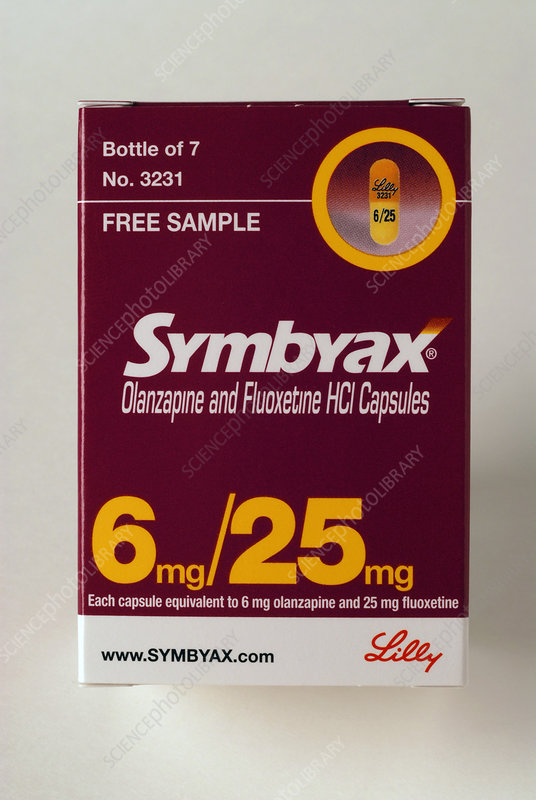 Bottle of 7
No. 3231
FREE SAMPLE
Lilly
3231
6/25
Symbyax®
Olanzapine and Fluoxetine HCl Capsules
6mg/25mg
Each capsule equivalent to 6 mg olanzapine and 25 mg fluoxetine
www.SYMBYAX.com
Lilly
SCIENCEphotoLIBRARY